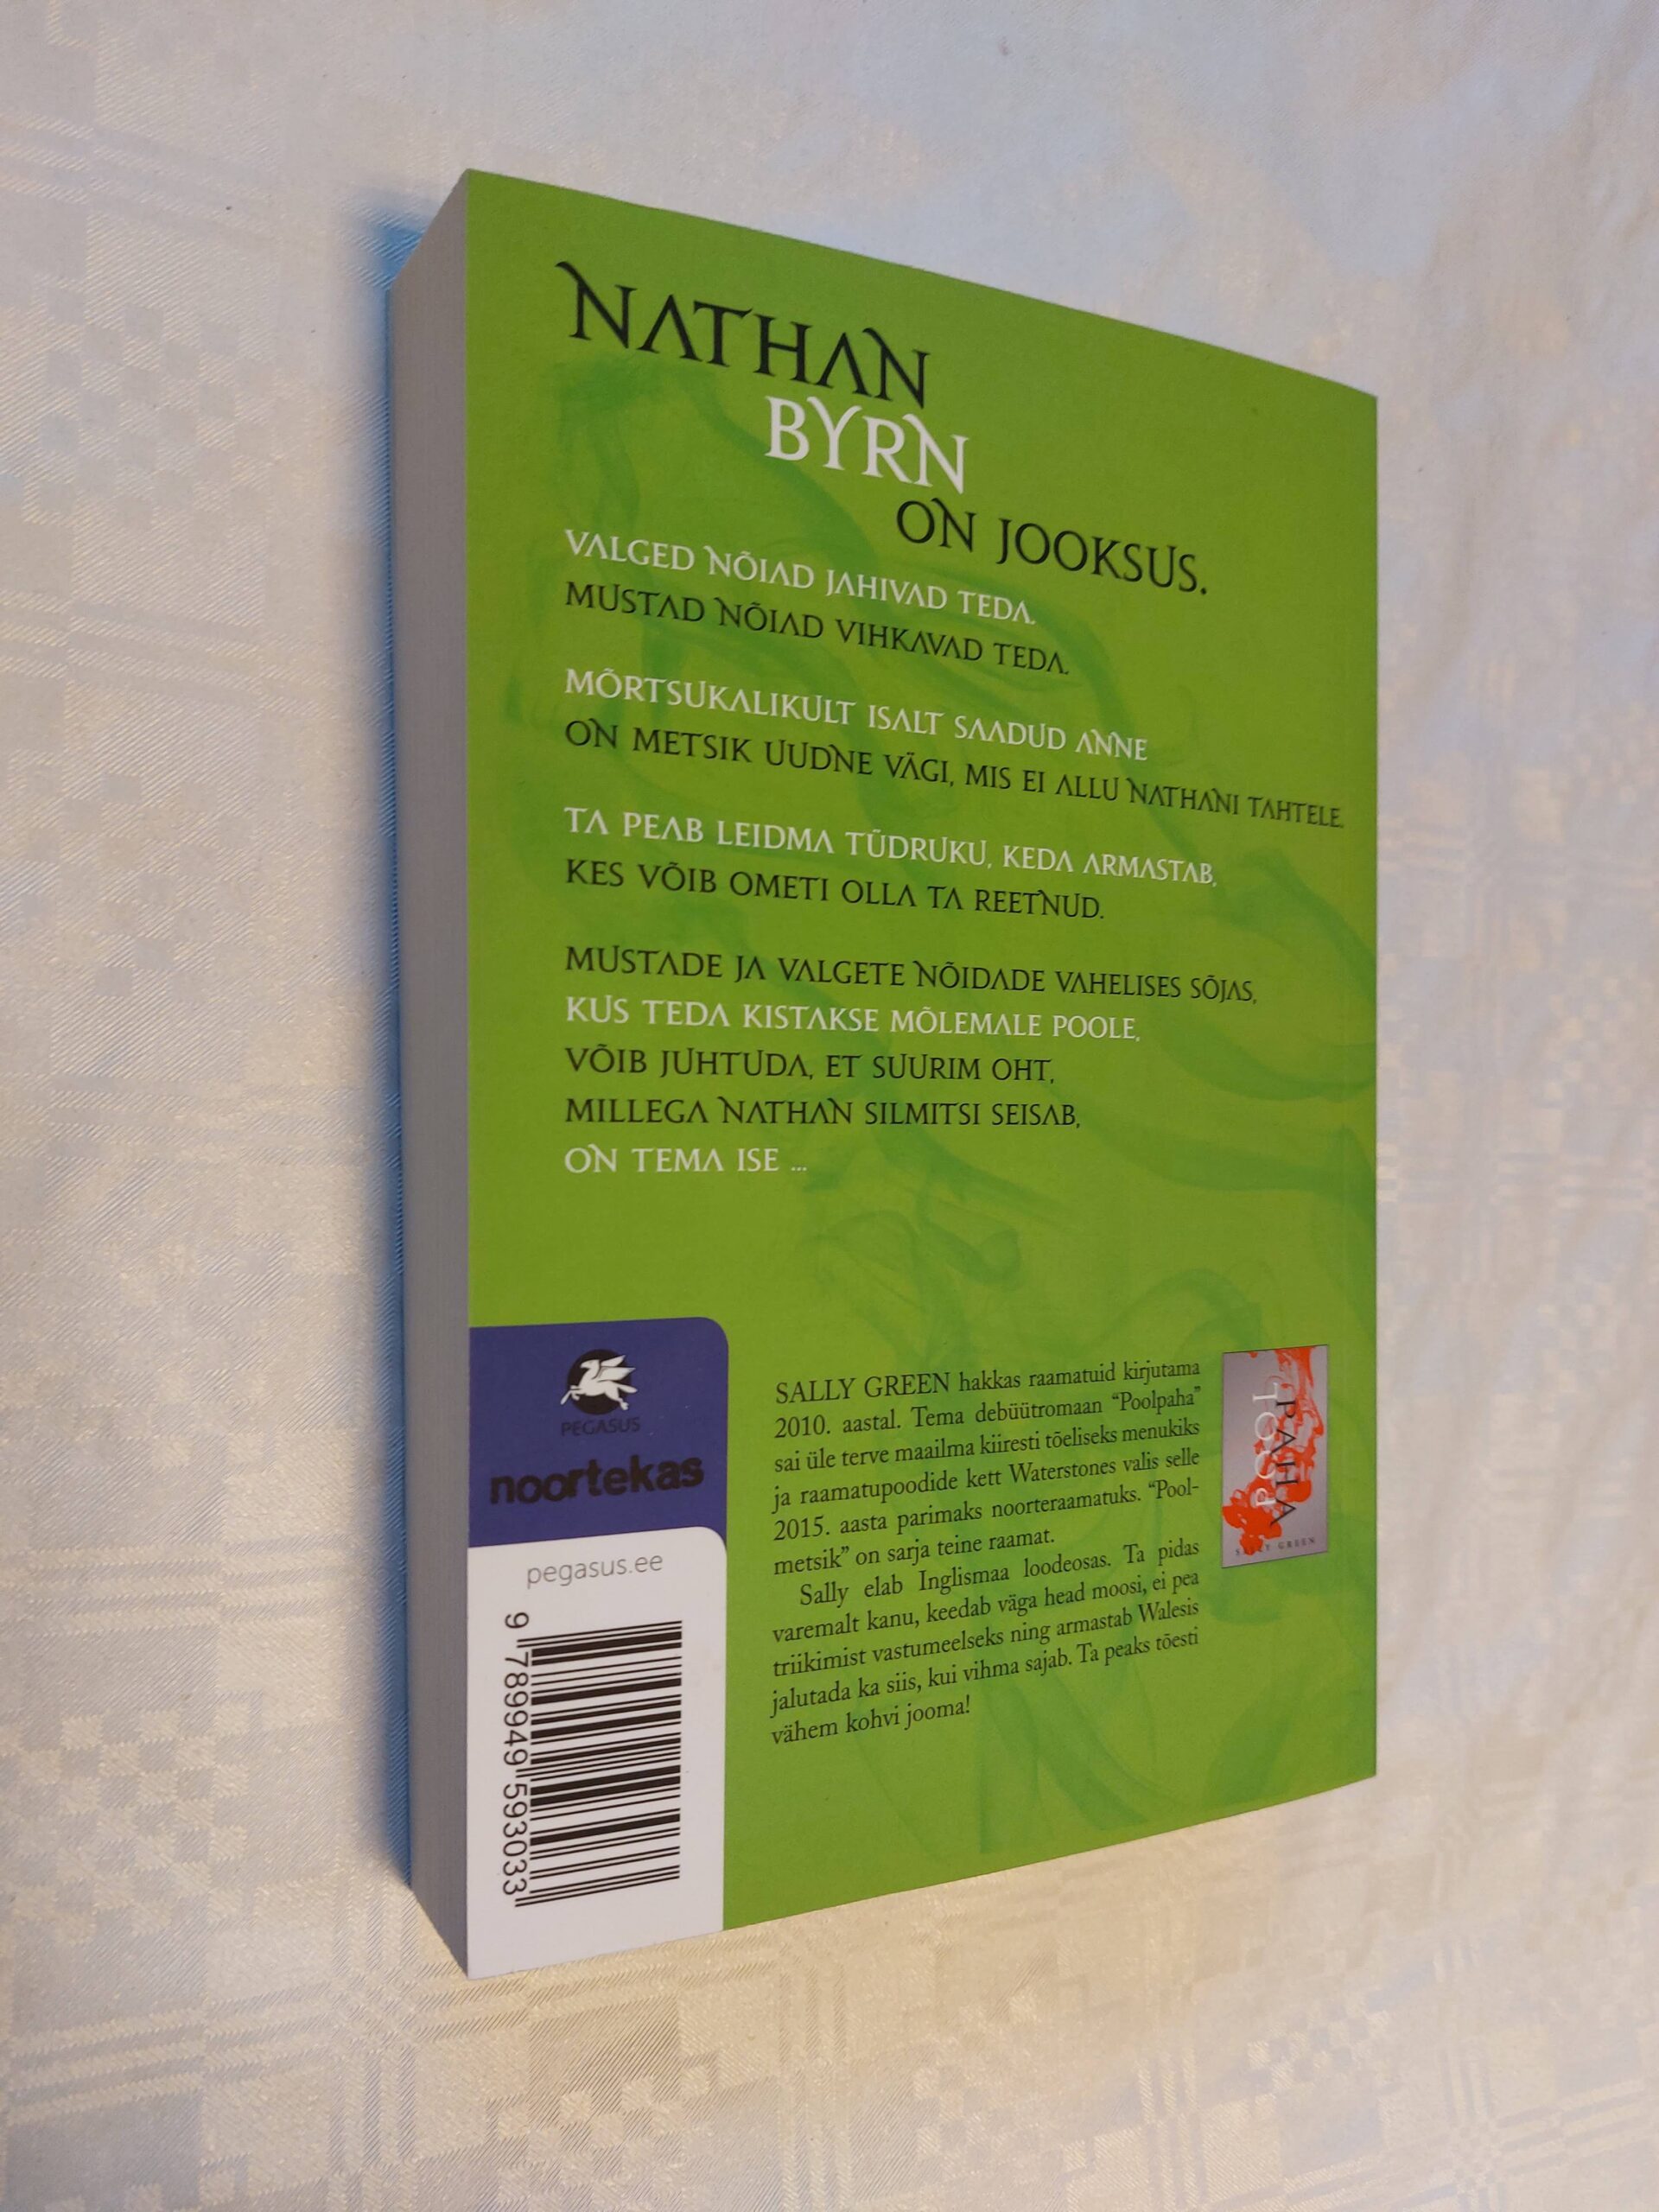 NATHAN
BYRN
ON JOOKSUS.
VALGED NÕIAD JAHIVAD TEDA.
MUSTAD NÕIAD VIHKAVAD TEDA.
MÕRTSUKALIKULT ISALT SAADUD ANNE
ON METSIK UUDNE VÄGI, MIS EI ALLU NATHANI TAHTELE.
TA PEAB LEIDMA TÜDRUKU, KEDA ARMASTAB,
KES VÕIB OMETI OLLA TA REETNUD.
MUSTADE JA VALGETE NÕIDADE VAHELISES SÕJAS,
KUS TEDA KISTAKSE MÕLEMALE POOLE,
VÕIB JUHTUDA, ET SUURIM OHT,
MILLEGA NATHAN SILMITSI SEISAB,
ON TEMA ISE ...
PEGASUS
noortekas
pegasus.ee
9 789949 593033
SALLY GREEN hakkas raamatuid kirjutama
2010. aastal. Tema debüütromaan “Poolpaha”
sai üle terve maailma kiiresti tõeliseks menukiks
ja raamatupoodide kett Waterstones valis selle
2015. aasta parimaks noorteraamatuks. “Pool-
metsik” on sarja teine raamat.
Sally elab Inglismaa loodeosas. Ta pidas
varemalt kanu, keedab väga head moosi, ei pea
triikimist vastumeelseks ning armastab Walesis
jalutada ka siis, kui vihma sajab. Ta peaks tõesti
vähem kohvi jooma!
POOL
PAHA
SALLY GREEN